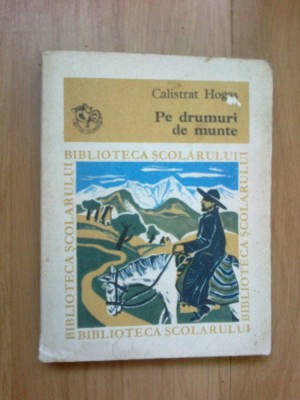 Calistrat Hogaș
Pe drumuri
de munte
BIBLIOTECA ȘCOLARULUI
BIBLIOTECA ȘCOLARULUI
BIBLIOTECA ȘCOLARULUI
BIBLIOTECA ȘCOLARULUI